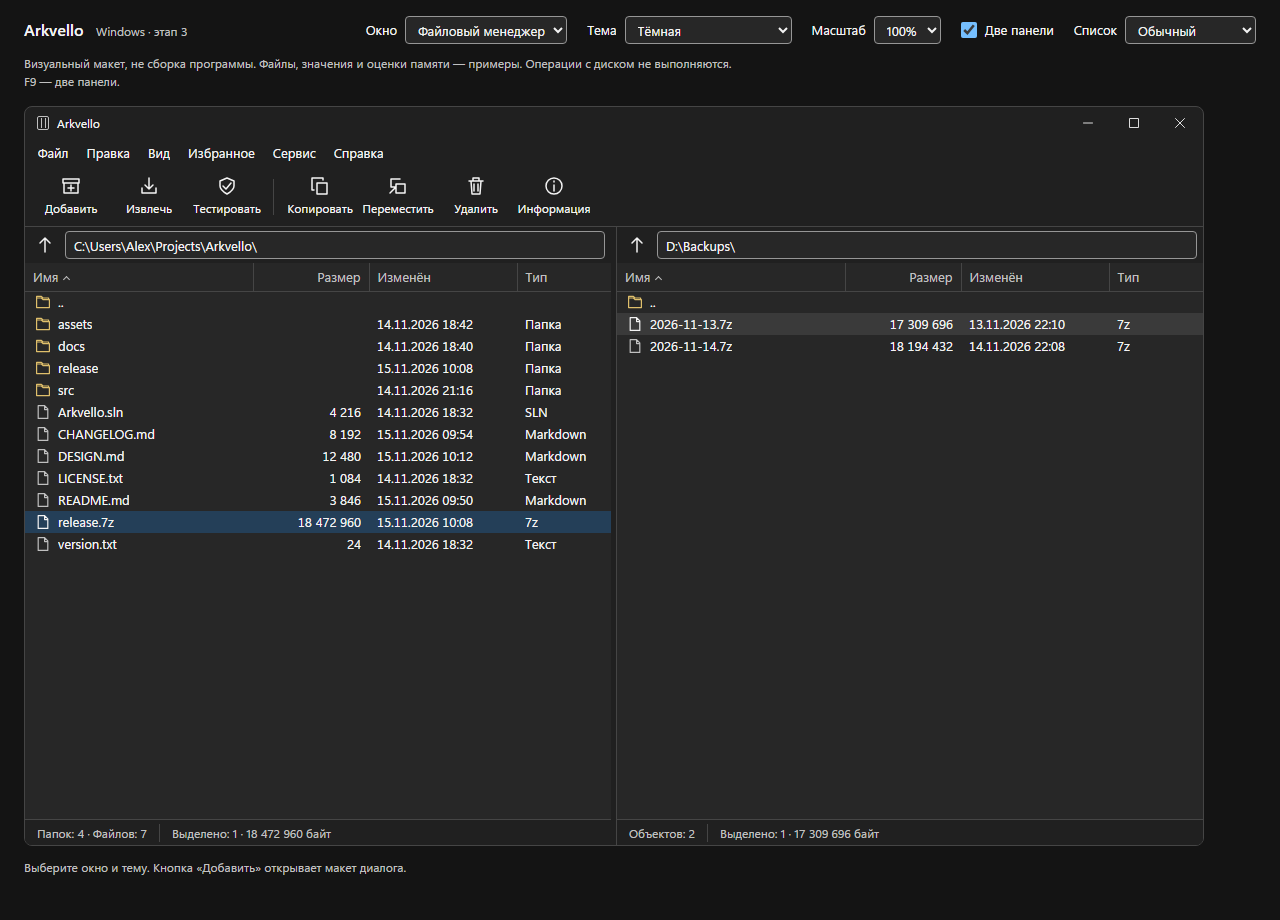 Arkvello Windows · этап 3 Окно Файловый менеджер Тема Тёмная Масштаб 100% Две панели Список Обычный
Визуальный макет, не сборка программы. Файлы, значения и оценки памяти — примеры. Операции с диском не выполняются.
F9 — две панели.
Arkvello
Файл Правка Вид Избранное Сервис Справка
Добавить Извлечь Тестировать Копировать Переместить Удалить Информация
C:\Users\Alex\Projects\Arkvello\
Имя Размер Изменён Тип
..
assets 14.11.2026 18:42 Папка
docs 14.11.2026 18:40 Папка
release 15.11.2026 10:08 Папка
src 14.11.2026 21:16 Папка
Arkvello.sln 4 216 14.11.2026 18:32 SLN
CHANGELOG.md 8 192 15.11.2026 09:54 Markdown
DESIGN.md 12 480 15.11.2026 10:12 Markdown
LICENSE.txt 1 084 14.11.2026 18:32 Текст
README.md 3 846 15.11.2026 09:50 Markdown
release.7z 18 472 960 15.11.2026 10:08 7z
version.txt 24 14.11.2026 18:32 Текст
Папок: 4 · Файлов: 7 Выделено: 1 · 18 472 960 байт
D:\Backups\
Имя Размер Изменён Тип
..
2026-11-13.7z 17 309 696 13.11.2026 22:10 7z
2026-11-14.7z 18 194 432 14.11.2026 22:08 7z
Объектов: 2 Выделено: 1 · 17 309 696 байт
Выберите окно и тему. Кнопка «Добавить» открывает макет диалога.